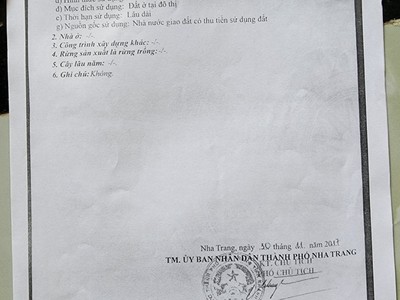 đ) Mục đích sử dụng: Đất ở tại đô thị
e) Thời hạn sử dụng: Lâu dài
g) Nguồn gốc sử dụng: Nhà nước giao đất có thu tiền sử dụng đất
2. Nhà ở: -/-
3. Công trình xây dựng khác: -/-
4. Rừng sản xuất là rừng trồng: -/-
5. Cây lâu năm: -/-
6. Ghi chú: Không.
Nha Trang, ngày 30 tháng 11 năm 2017
TM. ỦY BAN NHÂN DÂN THÀNH PHỐ NHA TRANG
KT. CHỦ TỊCH
PHÓ CHỦ TỊCH